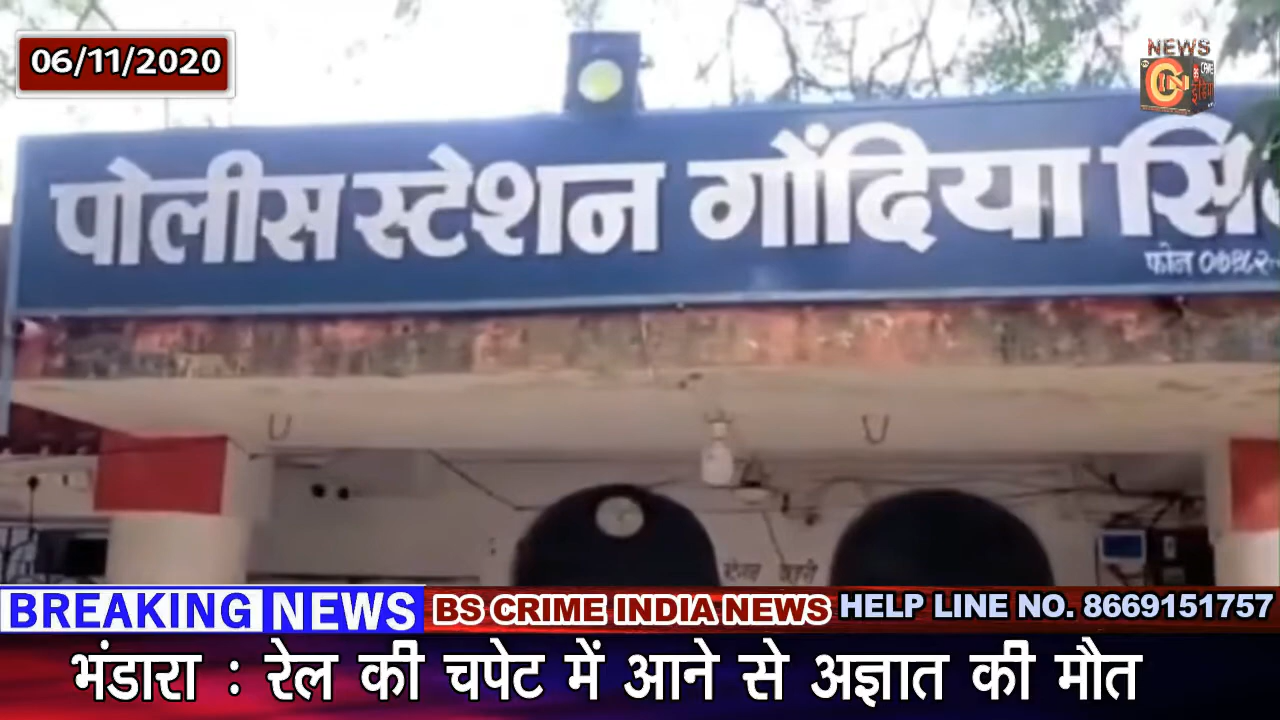 06/11/2020
NEWS
पोलीस स्टेशन गोंदिया
फोन
BREAKING NEWS BS CRIME INDIA NEWS HELP LINE NO. 8669151757
भंडारा : रेल की चपेट में आने से अज्ञात की मौत